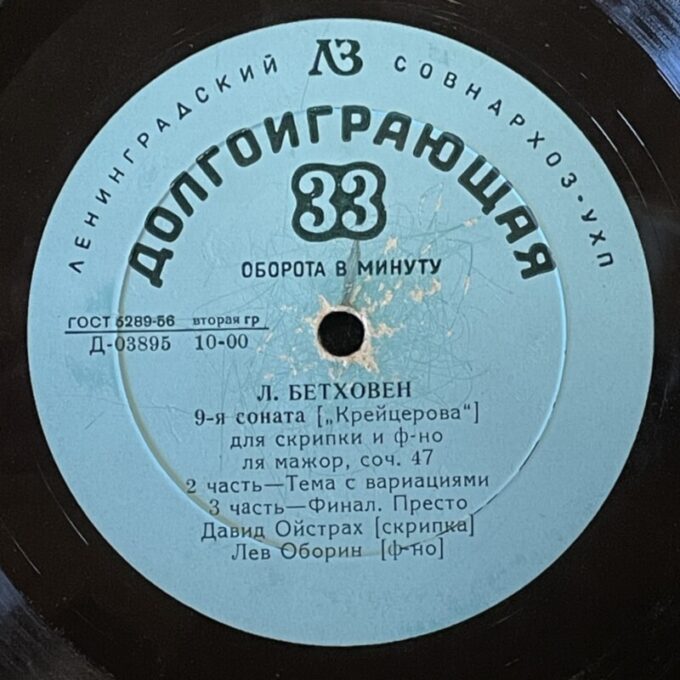 ЛЕНИНГРАДСКИЙ ЛЗ СОВНАРХОЗ-УХП
ДОЛГОИГРАЮЩАЯ
33
ОБОРОТА В МИНУТУ
ГОСТ 5289-56 вторая гр
Д-03895 10-00
Л. БЕТХОВЕН
9-я соната [„Крейцерова“]
для скрипки и ф-но
ля мажор, соч. 47
2 часть—Тема с вариациями
3 часть—Финал. Престо
Давид Ойстрах [скрипка]
Лев Оборин [ф-но]